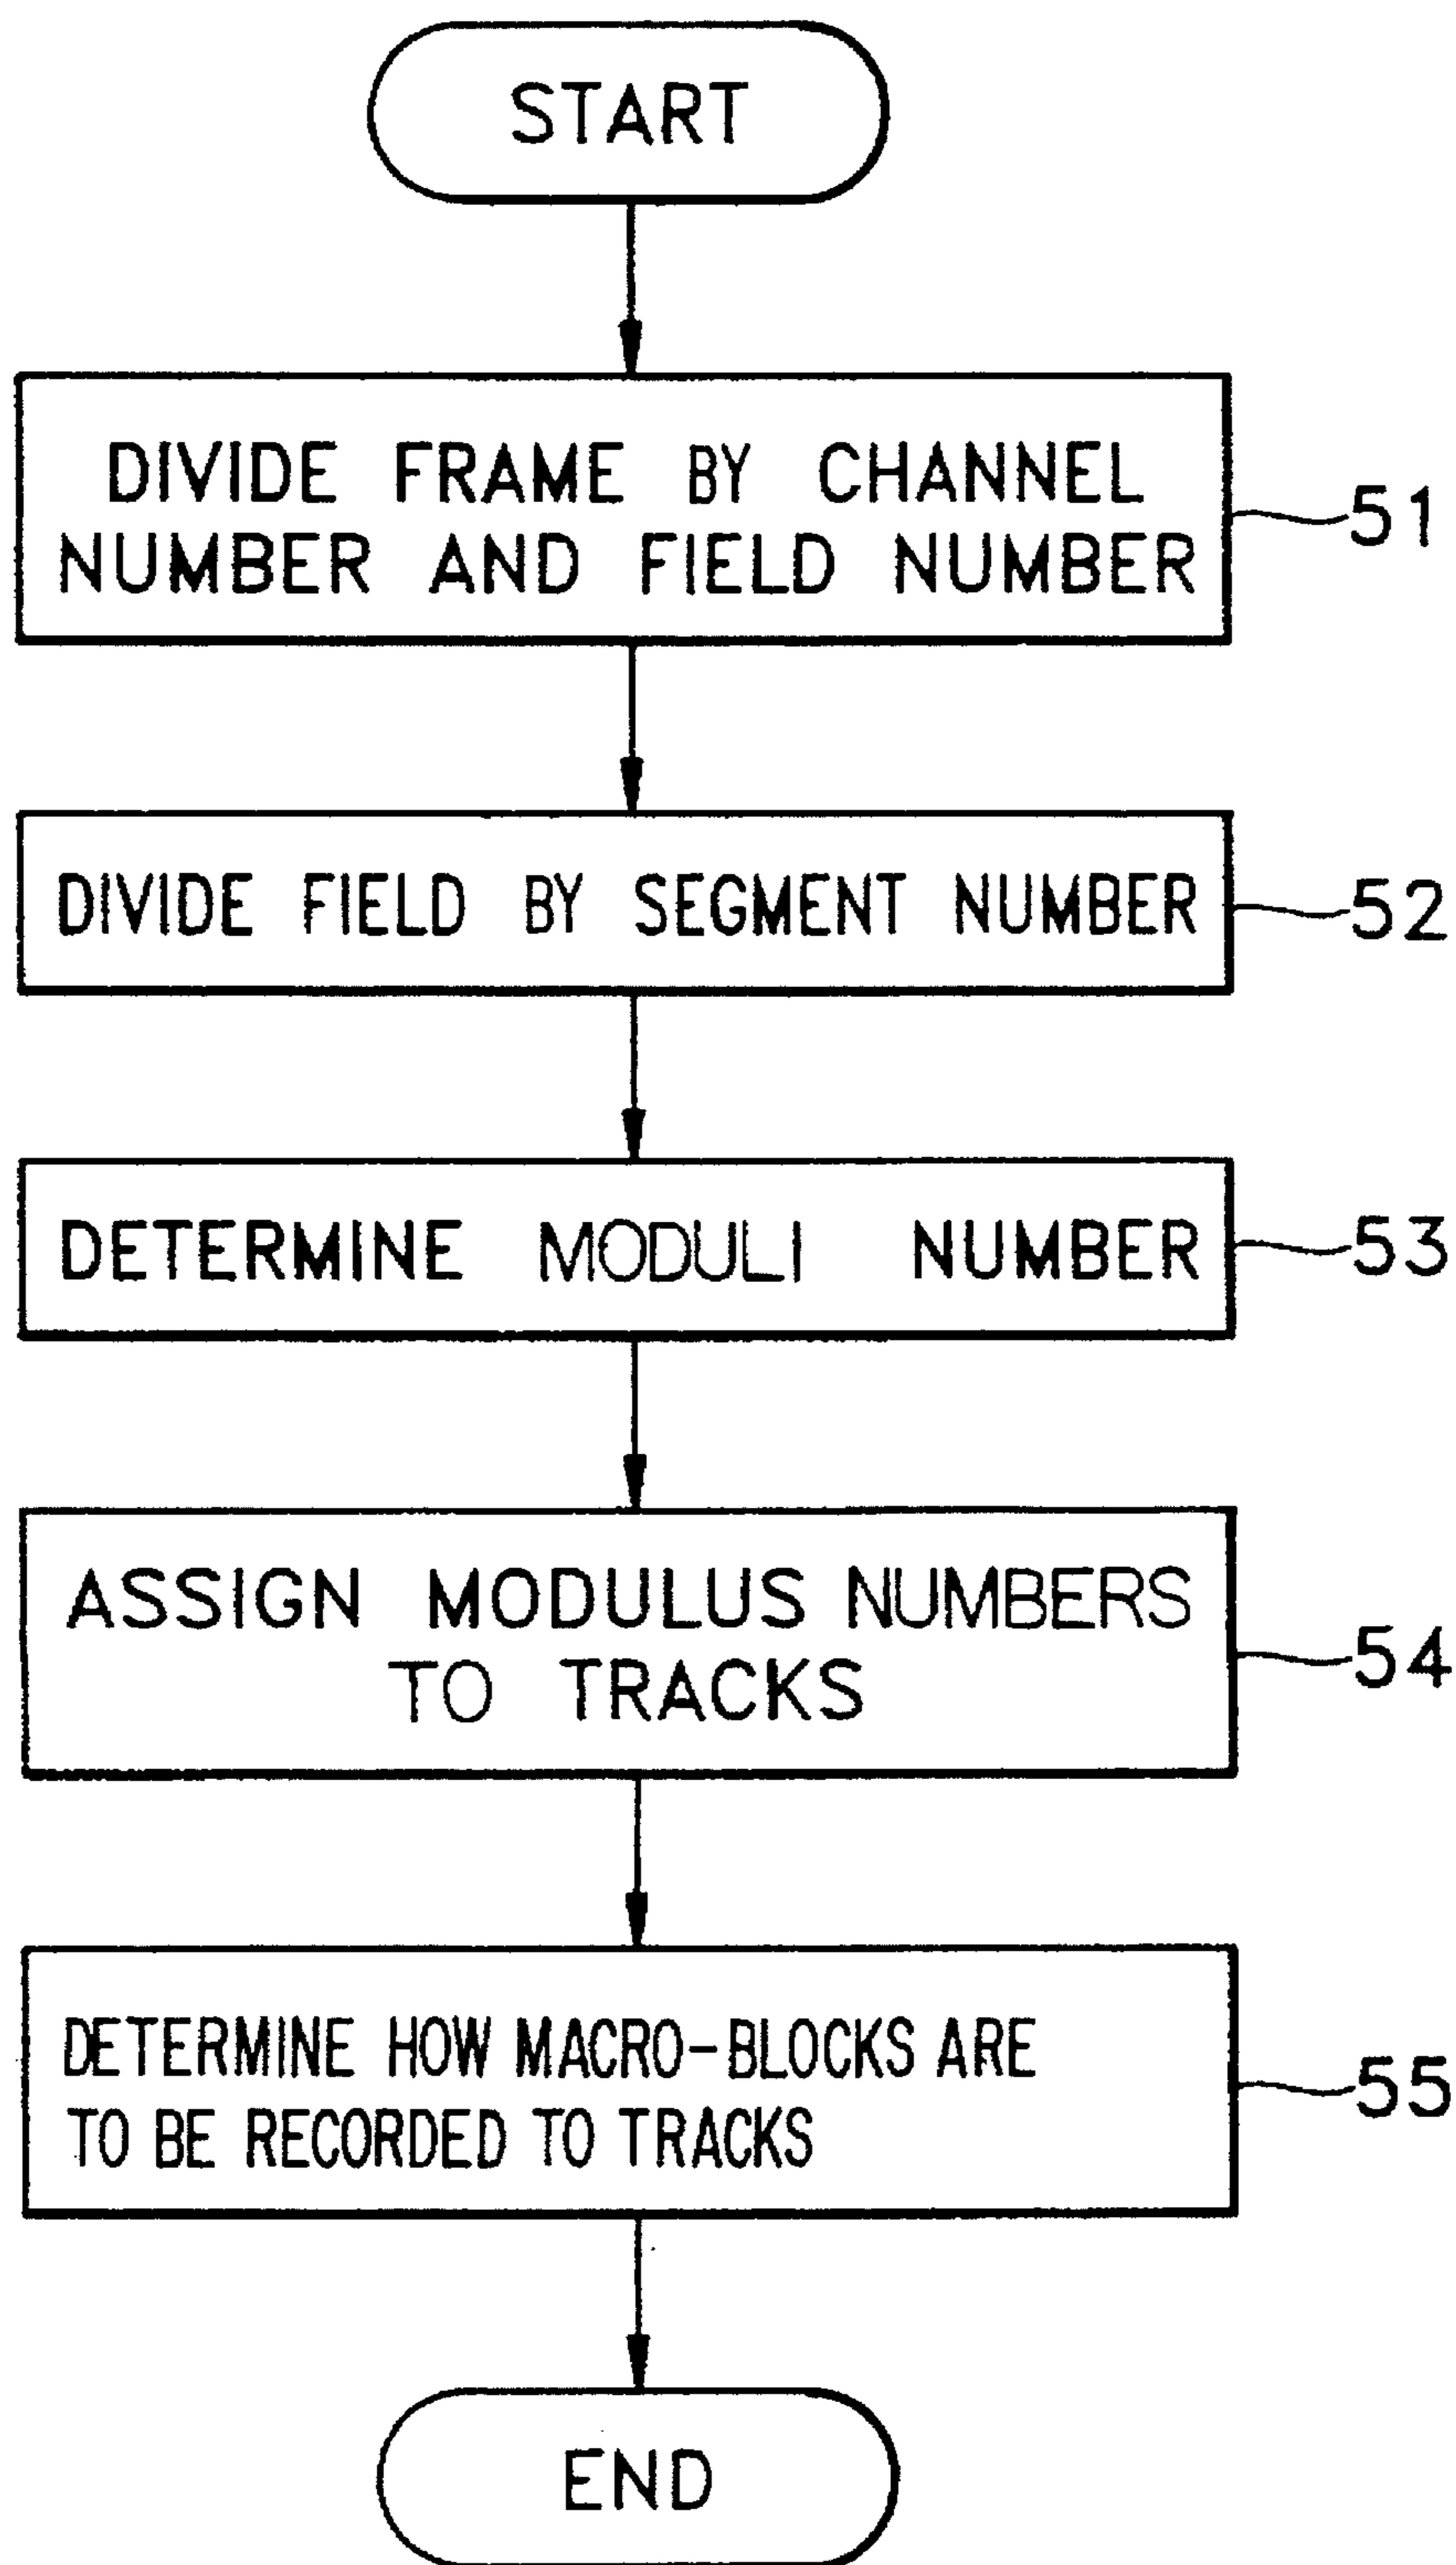 START
DIVIDE FRAME BY CHANNEL
NUMBER AND FIELD NUMBER
51
DIVIDE FIELD BY SEGMENT NUMBER
52
DETERMINE MODULI NUMBER
53
ASSIGN MODULUS NUMBERS
TO TRACKS
54
DETERMINE HOW MACRO-BLOCKS ARE
TO BE RECORDED TO TRACKS
55
END